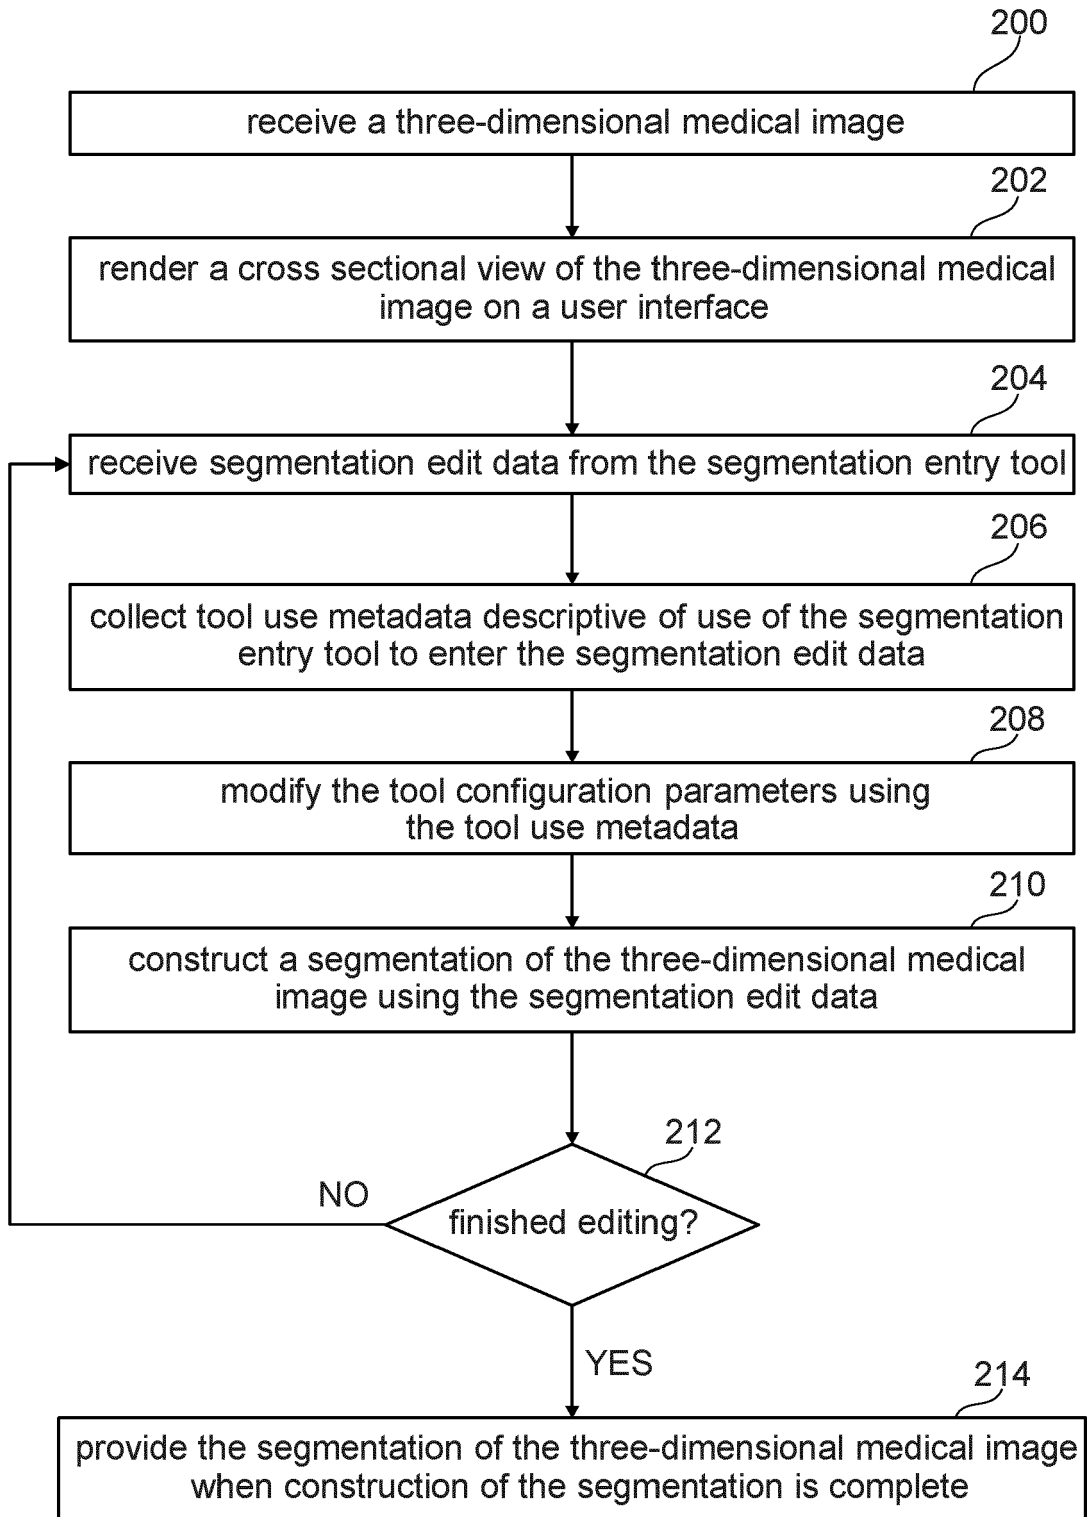 200
receive a three-dimensional medical image
202
render a cross sectional view of the three-dimensional medical
image on a user interface
204
receive segmentation edit data from the segmentation entry tool
206
collect tool use metadata descriptive of use of the segmentation
entry tool to enter the segmentation edit data
208
modify the tool configuration parameters using
the tool use metadata
210
construct a segmentation of the three-dimensional medical
image using the segmentation edit data
212
NO
finished editing?
YES
214
provide the segmentation of the three-dimensional medical image
when construction of the segmentation is complete